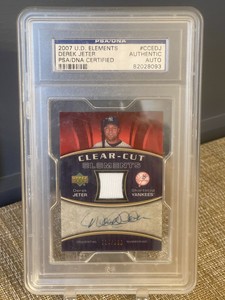 PSA/DNA
2007 U.D. ELEMENTS #CCEDJ
DEREK JETER AUTHENTIC
PSA/DNA CERTIFIED AUTO
82028093
CLEAR-CUT
ELEMENTS
Derek
JETER
New York
YANKEES